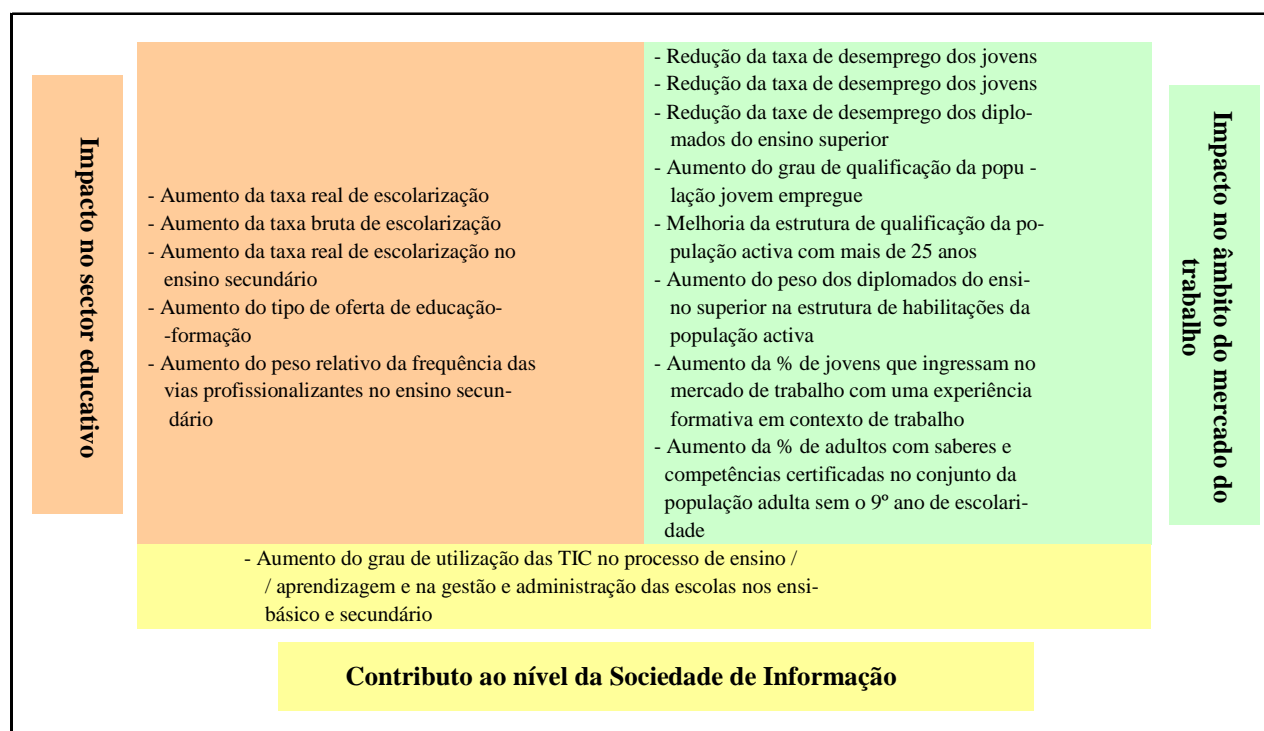 Impacto no sector educativo
- Aumento da taxa real de escolarização
- Aumento da taxa bruta de escolarização
- Aumento da taxa real de escolarização no
ensino secundário
- Aumento do tipo de oferta de educação-
-formação
- Aumento do peso relativo da frequência das
vias profissionalizantes no ensino secun-
dário
- Redução da taxa de desemprego dos jovens
- Redução da taxa de desemprego dos jovens
- Redução da taxe de desemprego dos diplo-
mados do ensino superior
- Aumento do grau de qualificação da popu -
lação jovem empregue
- Melhoria da estrutura de qualificação da po-
pulação activa com mais de 25 anos
- Aumento do peso dos diplomados do ensi
no superior na estrutura de habilitações da
população activa
- Aumento da % de jovens que ingressam no
mercado de trabalho com uma experiência
formativa em contexto de trabalho
- Aumento da % de adultos com saberes e
competências certificadas no conjunto da
população adulta sem o 9º ano de escolari-
dade
Impacto no âmbito do mercado do
trabalho
- Aumento do grau de utilização das TIC no processo de ensino /
/ aprendizagem e na gestão e administração das escolas nos ensi-
básico e secundário
Contributo ao nível da Sociedade de Informação